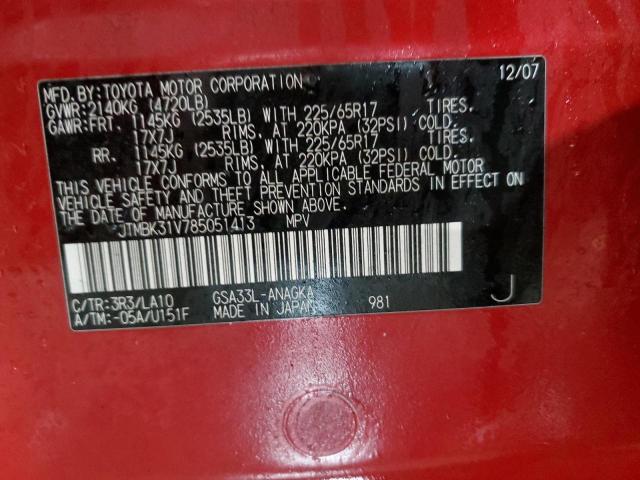 MFD.BY:TOYOTA MOTOR CORPORATION 12/07
GVWR:2140KG (4720LB)
GAWR:FRT. 1145KG (2535LB) WITH 225/65R17 TIRES.
17X7J RIMS. AT 220KPA (32PSI) COLD.
RR. 1145KG (2535LB) WITH 225/65R17 TIRES.
17X7J RIMS. AT 220KPA (32PSI) COLD.
THIS VEHICLE CONFORMS TO ALL APPLICABLE FEDERAL MOTOR
VEHICLE SAFETY AND THEFT PREVENTION STANDARDS IN EFFECT ON
THE DATE OF MANUFACTURE SHOWN ABOVE.
JTMBK31V785051413 MPV
C/TR:3R3/LA10 GSA33L-ANAGKA J
A/TM:-05A/U151F MADE IN JAPAN 981